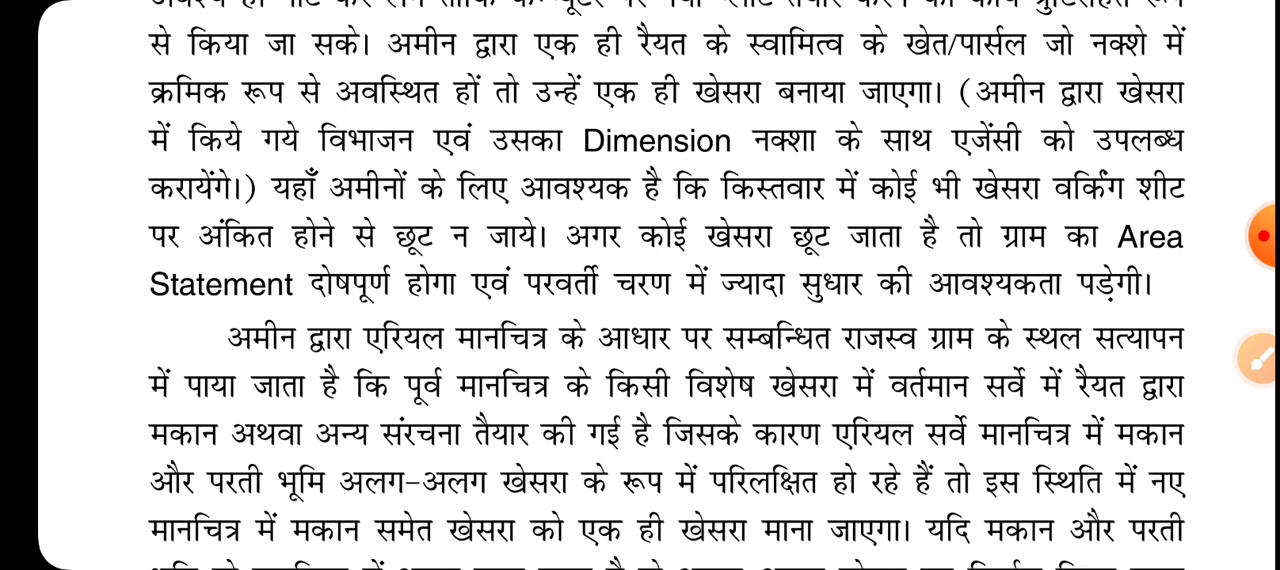 से किया जा सके। अमीन द्वारा एक ही रैयत के स्वामित्व के खेत/पार्सल जो नक्शे में
क्रमिक रूप से अवस्थित हों तो उन्हें एक ही खेसरा बनाया जाएगा। (अमीन द्वारा खेसरा
में किये गये विभाजन एवं उसका Dimension नक्शा के साथ एजेंसी को उपलब्ध
करायेंगे।) यहाँ अमीनों के लिए आवश्यक है कि किस्तवार में कोई भी खेसरा वर्किंग शीट
पर अंकित होने से छूट न जाये। अगर कोई खेसरा छूट जाता है तो ग्राम का Area
Statement दोषपूर्ण होगा एवं परवर्ती चरण में ज्यादा सुधार की आवश्यकता पड़ेगी।
अमीन द्वारा एरियल मानचित्र के आधार पर सम्बन्धित राजस्व ग्राम के स्थल सत्यापन
में पाया जाता है कि पूर्व मानचित्र के किसी विशेष खेसरा में वर्तमान सर्वे में रैयत द्वारा
मकान अथवा अन्य संरचना तैयार की गई है जिसके कारण एरियल सर्वे मानचित्र में मकान
और परती भूमि अलग-अलग खेसरा के रूप में परिलक्षित हो रहे हैं तो इस स्थिति में नए
मानचित्र में मकान समेत खेसरा को एक ही खेसरा माना जाएगा। यदि मकान और परती